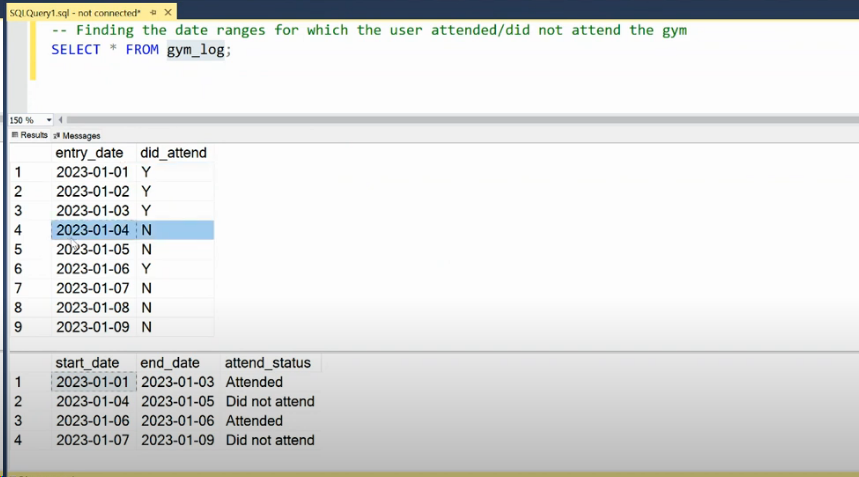 SQLQuery1.sql - not connected*
-- Finding the date ranges for which the user attended/did not attend the gym
SELECT * FROM gym_log;
150 %
Results Messages
entry_date did_attend
1 2023-01-01 Y
2 2023-01-02 Y
3 2023-01-03 Y
4 2023-01-04 N
5 2023-01-05 N
6 2023-01-06 Y
7 2023-01-07 N
8 2023-01-08 N
9 2023-01-09 N
start_date end_date attend_status
1 2023-01-01 2023-01-03 Attended
2 2023-01-04 2023-01-05 Did not attend
3 2023-01-06 2023-01-06 Attended
4 2023-01-07 2023-01-09 Did not attend